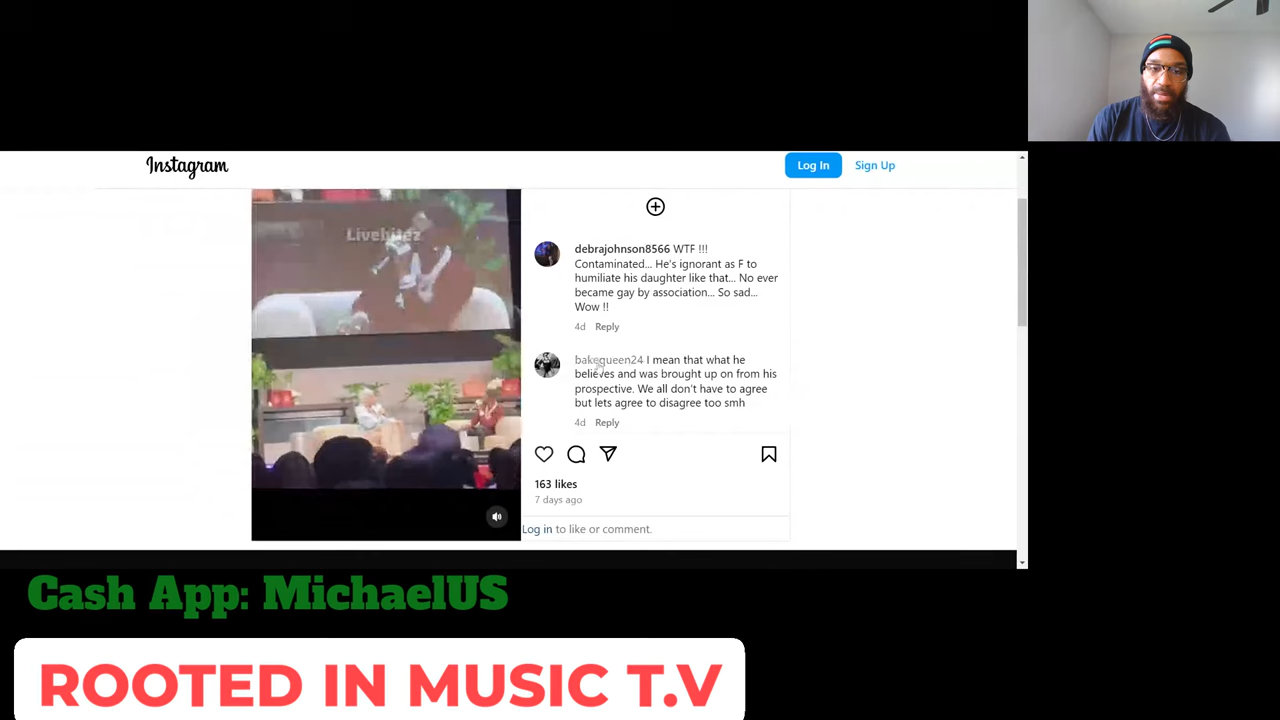 Instagram
Log In
Sign Up
Livebitez
debrajohnson8566 WTF !!!
Contaminated... He's ignorant as F to
humiliate his daughter like that... No ever
became gay by association... So sad...
Wow !!
4d Reply
bakequeen24 I mean that what he
believes and was brought up on from his
prospective. We all don't have to agree
but lets agree to disagree too smh
4d Reply
163 likes
7 days ago
Log in to like or comment.
Cash App: MichaelUS
ROOTED IN MUSIC T.V